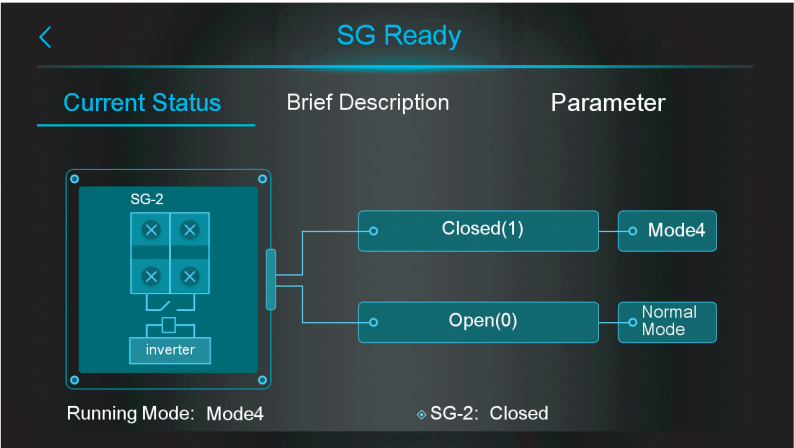 SG Ready
Current Status
Brief Description
Parameter
SG-2
inverter
Closed(1)
Mode4
Open(0)
Normal
Mode
Running Mode: Mode4
SG-2: Closed